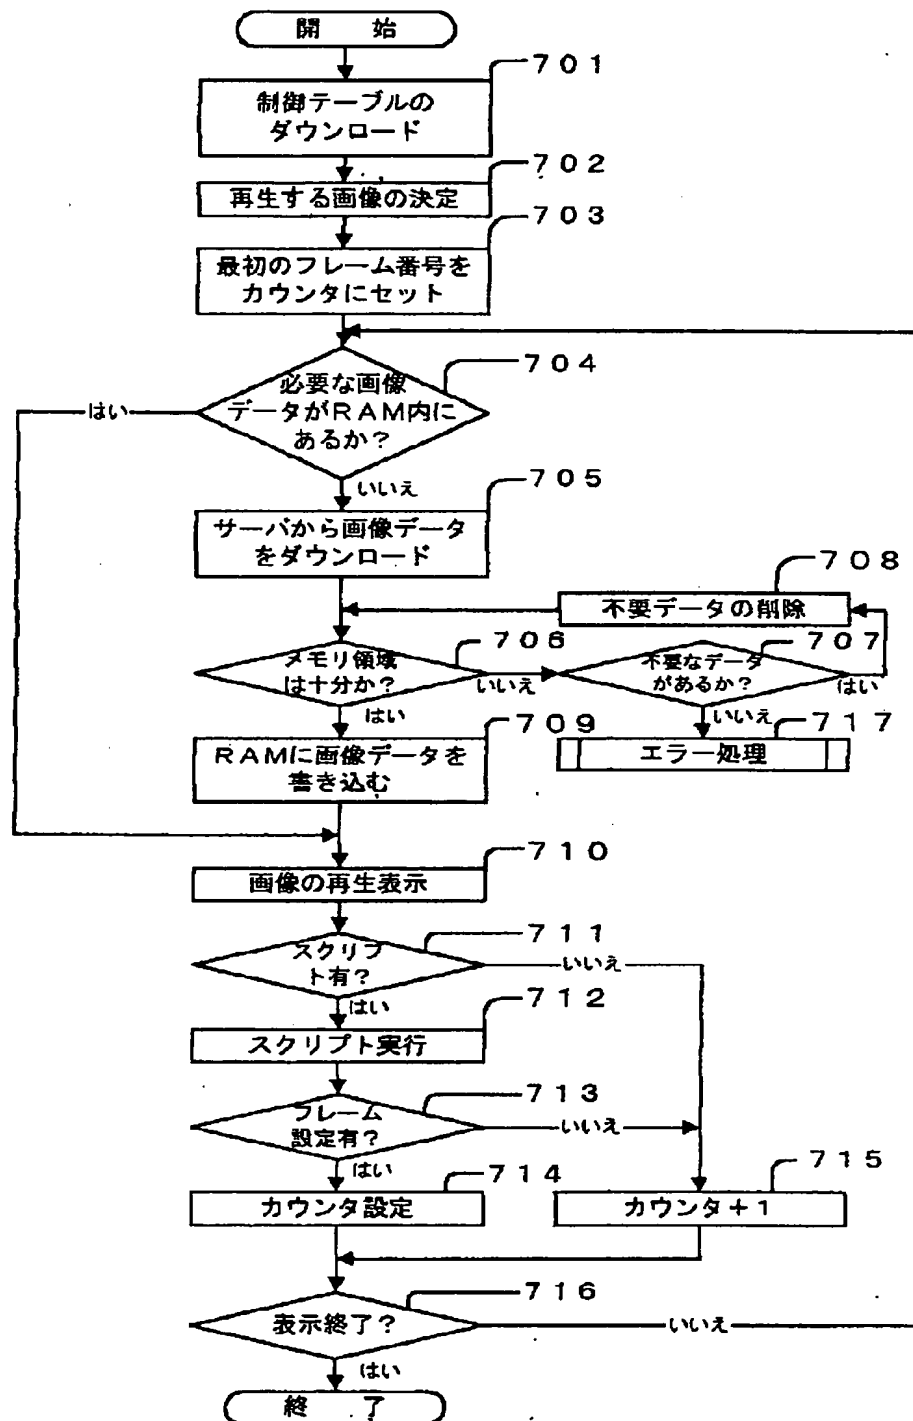 開 始
701
制御テーブルの
ダウンロード
702
再生する画像の決定
703
最初のフレーム番号を
カウンタにセット
704
必要な画像
データがRAM内に
あるか?
はい
いいえ
705
サーバから画像データ
をダウンロード
708
不要データの削除
706
メモリ領域
は十分か?
いいえ
はい
707
不要なデータ
があるか?
はい
いいえ
709
RAMに画像データを
書き込む
717
エラー処理
710
画像の再生表示
711
スクリプ
ト有?
いいえ
はい
712
スクリプト実行
713
フレーム
設定有?
いいえ
はい
714
カウンタ設定
715
カウンタ+1
716
表示終了?
いいえ
はい
終 了